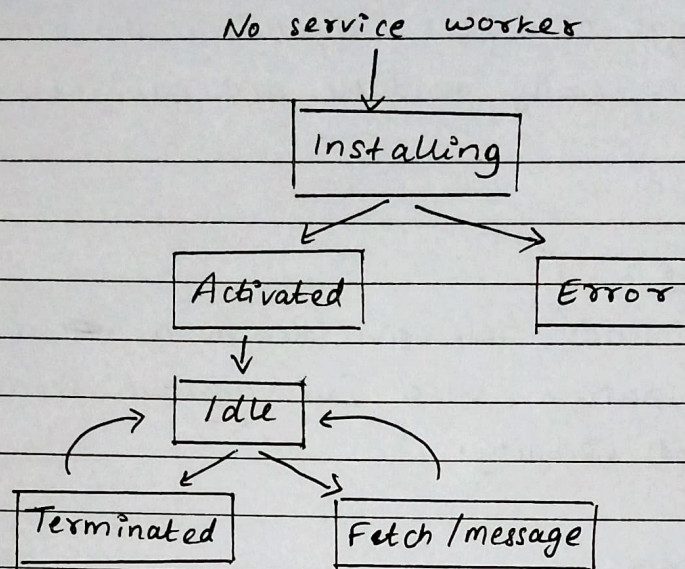 No service worker
Installing
Activated Error
Idle
Terminated Fetch / message